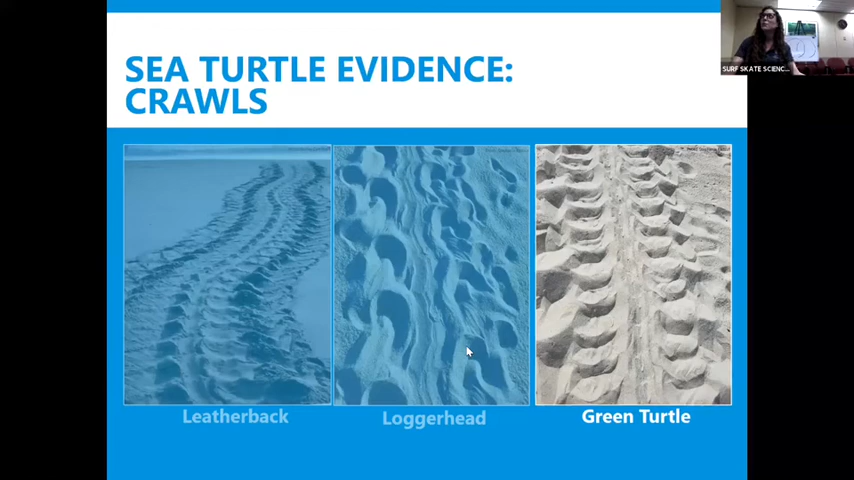 SEA TURTLE EVIDENCE:
CRAWLS
SURF SKATE SCIENC...
Leatherback
Loggerhead
Green Turtle